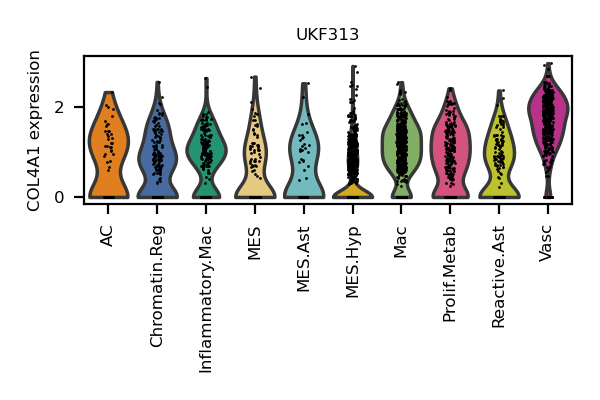 UKF313
COL4A1 expression
2
0
AC
Chromatin.Reg
Inflammatory.Mac
MES
MES.Ast
MES.Hyp
Mac
Prolif.Metab
Reactive.Ast
Vasc